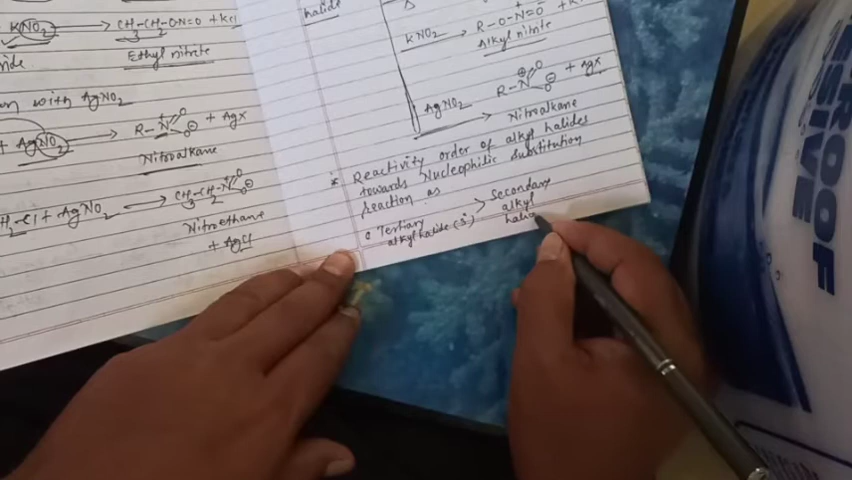 KNO2 → CH3-CH2-O-N=O + KCl
Ethyl nitrite
with AgNO2
+ AgNO2 → R-N + AgX
Nitroalkane
-Cl + AgNO2 → CH3-CH2-N
Nitroethane
+ AgCl
halide
KNO2 → R-O-N=O
Alkyl nitrite
AgNO2 → R-N + AgX
Nitroalkane
* Reactivity order of alkyl halides
towards Nucleophilic Substitution
reaction as
Tertiary > Secondary
alkyl halide (3°) alkyl